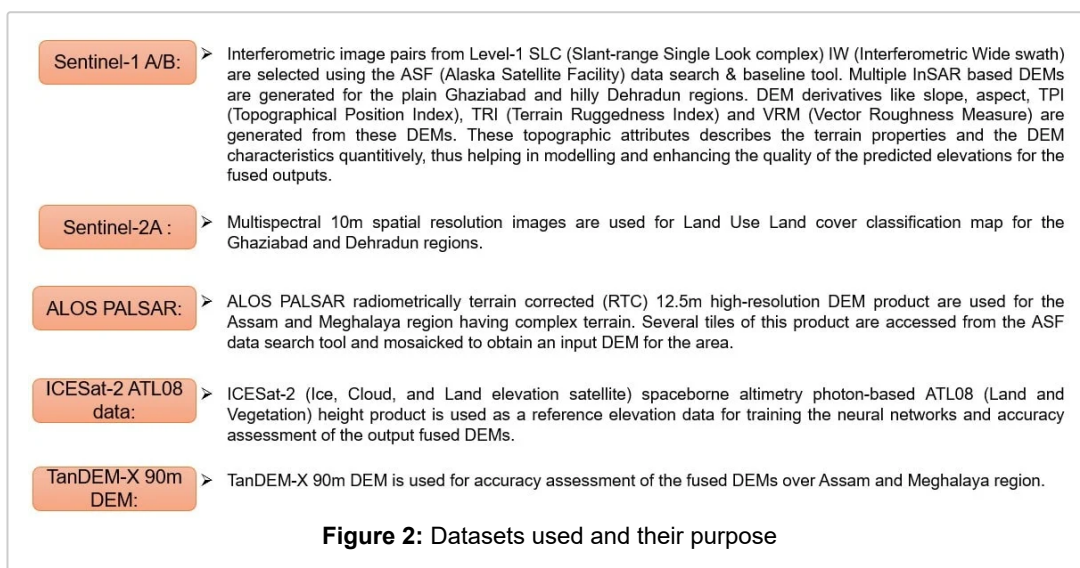 Sentinel-1 A/B:
➢ Interferometric image pairs from Level-1 SLC (Slant-range Single Look complex) IW (Interferometric Wide swath)
are selected using the ASF (Alaska Satellite Facility) data search & baseline tool. Multiple InSAR based DEMs
are generated for the plain Ghaziabad and hilly Dehradun regions. DEM derivatives like slope, aspect, TPI
(Topographical Position Index), TRI (Terrain Ruggedness Index) and VRM (Vector Roughness Measure) are
generated from these DEMs. These topographic attributes describes the terrain properties and the DEM
characteristics quantitively, thus helping in modelling and enhancing the quality of the predicted elevations for the
fused outputs.
Sentinel-2A :
➢ Multispectral 10m spatial resolution images are used for Land Use Land cover classification map for the
Ghaziabad and Dehradun regions.
ALOS PALSAR:
➢ ALOS PALSAR radiometrically terrain corrected (RTC) 12.5m high-resolution DEM product are used for the
Assam and Meghalaya region having complex terrain. Several tiles of this product are accessed from the ASF
data search tool and mosaicked to obtain an input DEM for the area.
ICESat-2 ATL08
data:
➢ ICESat-2 (Ice, Cloud, and Land elevation satellite) spaceborne altimetry photon-based ATL08 (Land and
Vegetation) height product is used as a reference elevation data for training the neural networks and accuracy
assessment of the output fused DEMs.
TanDEM-X 90m
DEM:
➢ TanDEM-X 90m DEM is used for accuracy assessment of the fused DEMs over Assam and Meghalaya region.
Figure 2: Datasets used and their purpose